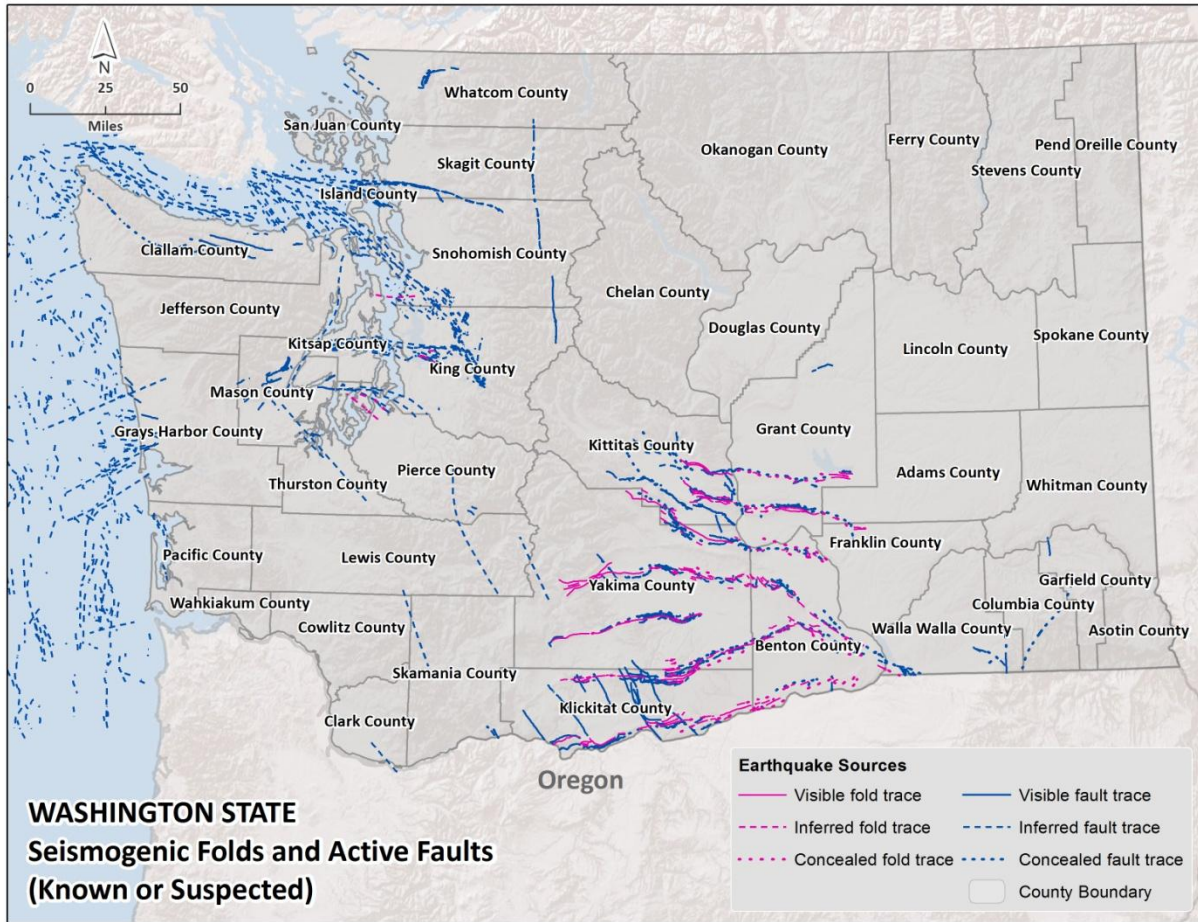 N
0 25 50
Miles
Whatcom County
San Juan County
Skagit County
Okanogan County
Ferry County
Pend Oreille County
Stevens County
Island County
Clallam County
Snohomish County
Chelan County
Jefferson County
Douglas County
Kitsap County
King County
Lincoln County
Spokane County
Mason County
Grays Harbor County
Kittitas County
Grant County
Pierce County
Adams County
Thurston County
Whitman County
Pacific County
Lewis County
Franklin County
Yakima County
Garfield County
Wahkiakum County
Columbia County
Cowlitz County
Walla Walla County
Asotin County
Benton County
Skamania County
Klickitat County
Clark County
Oregon
WASHINGTON STATE
Seismogenic Folds and Active Faults
(Known or Suspected)
Earthquake Sources
Visible fold trace
Visible fault trace
Inferred fold trace
Inferred fault trace
Concealed fold trace
Concealed fault trace
County Boundary